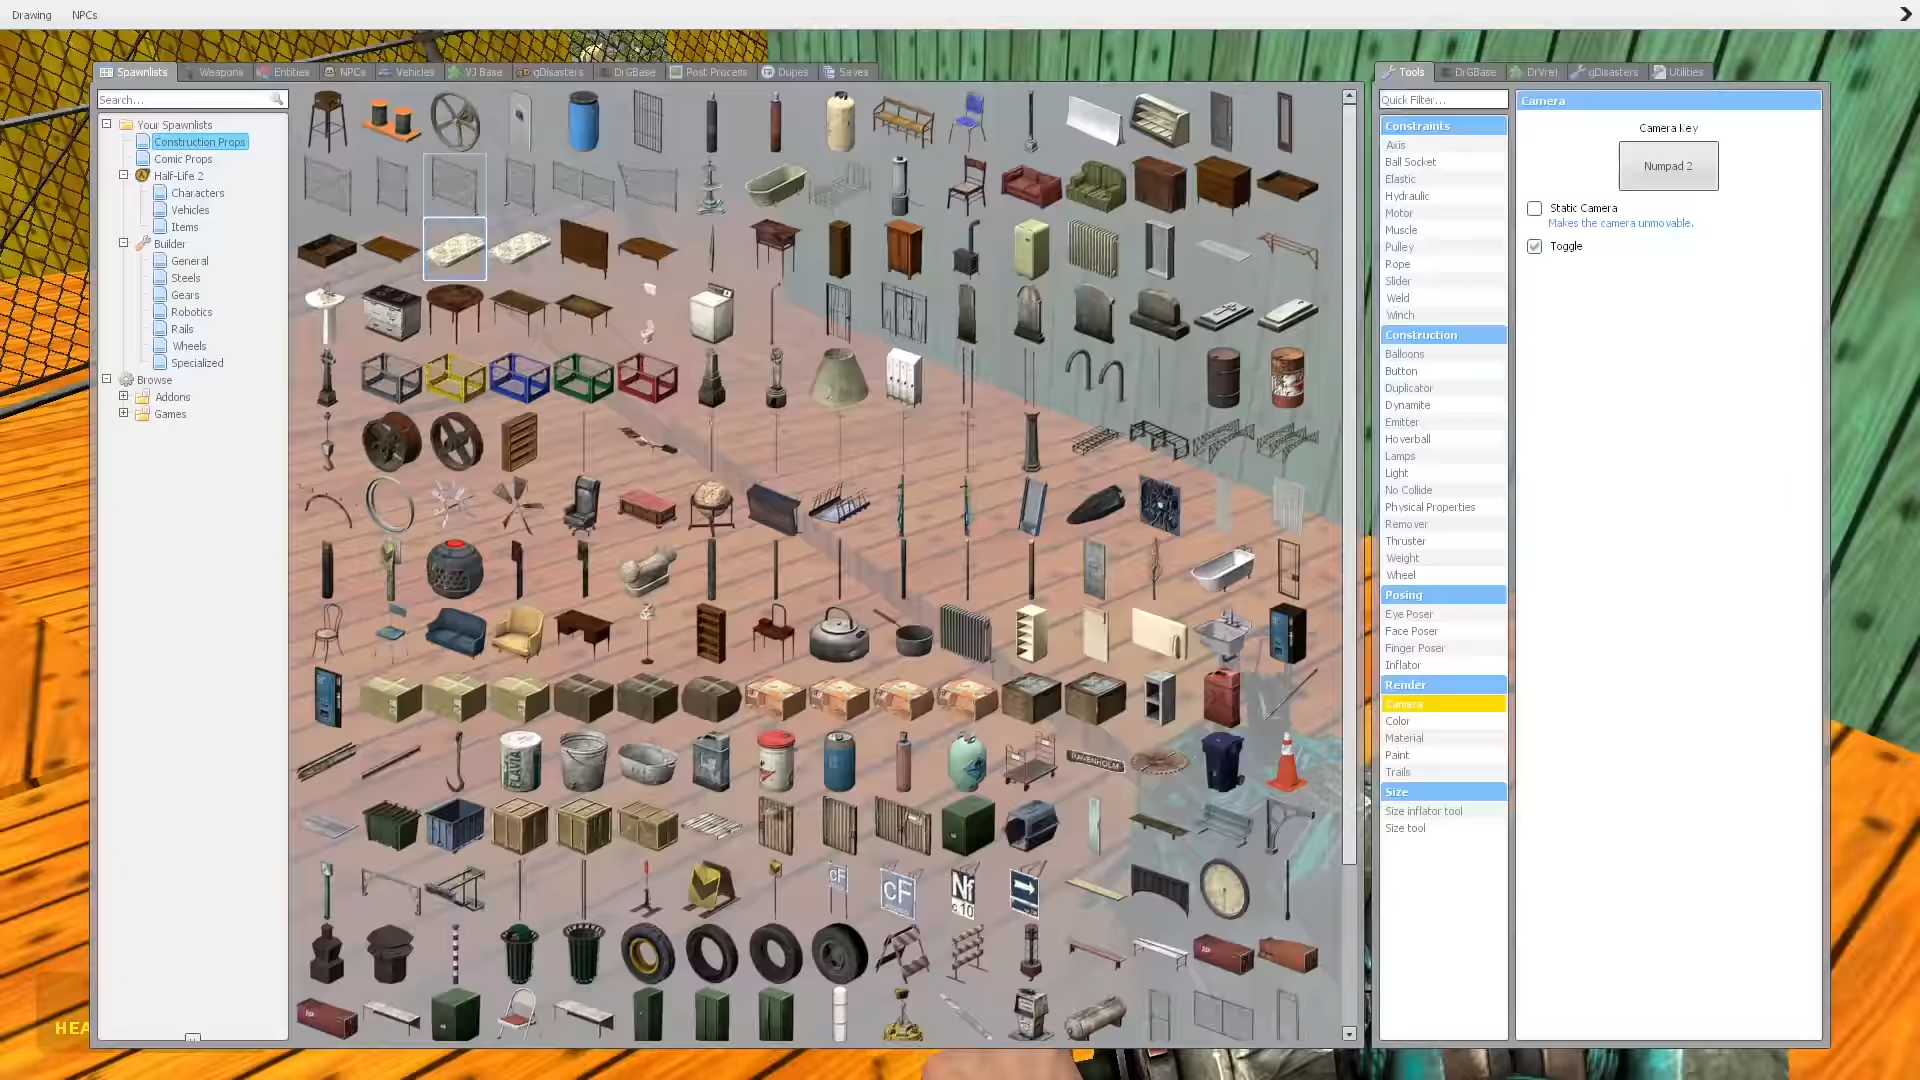 Drawing NPCs
Spawnlists Weapons Entities NPCs Vehicles VJ Base gDisasters DrGBase Post Process Dupes Saves
Search...
Your Spawnlists
Construction Props
Comic Props
Half-Life 2
Characters
Vehicles
Items
Builder
General
Steels
Gears
Robotics
Rails
Wheels
Specialized
Browse
Addons
Games
RAVENHOLM
cF
cF
Nf
c 10
HEA
Tools DrGBase DrVrej gDisasters Utilities
Quick Filter...
Constraints
Axis
Ball Socket
Elastic
Hydraulic
Motor
Muscle
Pulley
Rope
Slider
Weld
Winch
Construction
Balloons
Button
Duplicator
Dynamite
Emitter
Hoverball
Lamps
Light
No Collide
Physical Properties
Remover
Thruster
Weight
Wheel
Posing
Eye Poser
Face Poser
Finger Poser
Inflator
Render
Camera
Color
Material
Paint
Trails
Size
Size inflator tool
Size tool
Camera
Camera Key
Numpad 2
Static Camera
Makes the camera unmovable.
Toggle